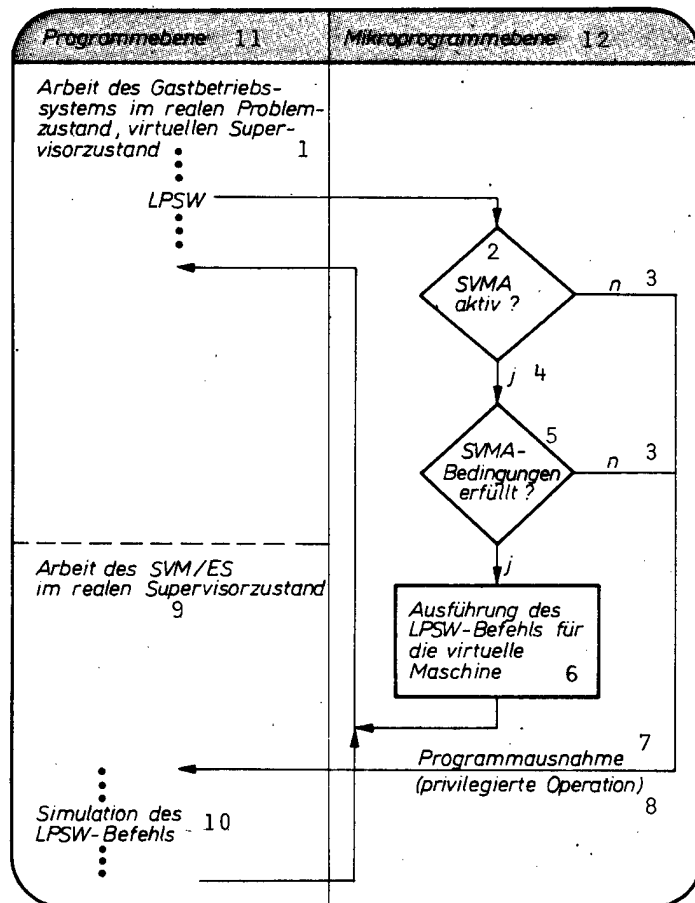 Programmebene 11
Mikroprogrammebene 12
Arbeit des Gastbetriebs-
systems im realen Problem-
zustand, virtuellen Super-
visorzustand 1
LPSW
2
SVMA
aktiv ?
n 3
j 4
5
SVMA-
Bedingungen
erfüllt ?
n 3
j
Ausführung des
LPSW-Befehls für
die virtuelle
Maschine 6
Arbeit des SVM/ES
im realen Supervisorzustand
9
Programmausnahme 7
(privilegierte Operation) 8
Simulation des
LPSW-Befehls 10